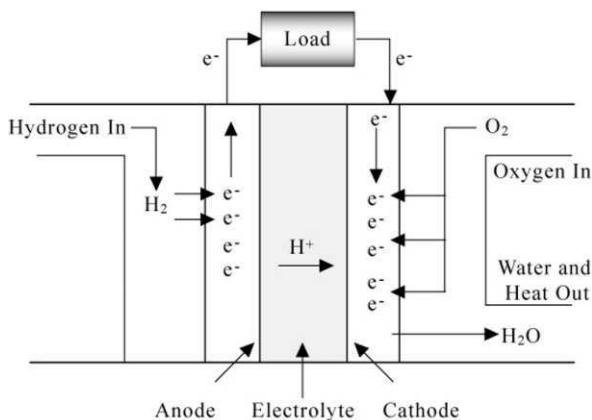 Load
e-
e-
Hydrogen In
e-
O₂
Oxygen In
H₂
e-
e-
e-
e-
e-
e-
e-
H⁺
e-
e-
Water and
Heat Out
H₂O
Anode
Electrolyte
Cathode